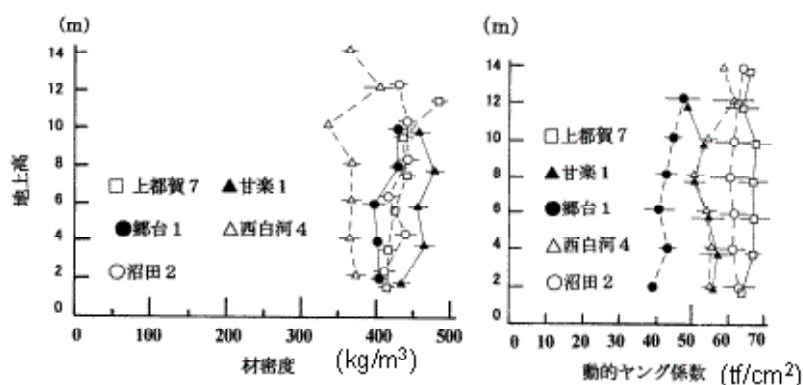 (m)
14
12
10
8
6
4
2
0
地上高
□上都賀7 ▲甘楽1
●郷台1 △西白河4
○沼田2
0 100 200 300 400 500
材密度 (kg/m³)
(m)
14
12
10
8
6
4
2
0
□上都賀7
▲甘楽1
●郷台1
△西白河4
○沼田2
0 10 20 30 40 50 60 70
動的ヤング係数 (tf/cm²)